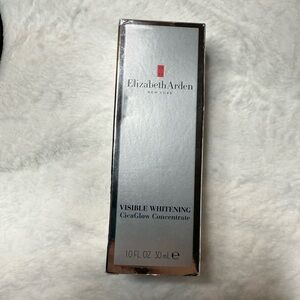 Elizabeth Arden
NEW YORK
VISIBLE WHITENING
CicaGlow Concentrate
1.0 FL. OZ. 30 mL ℮